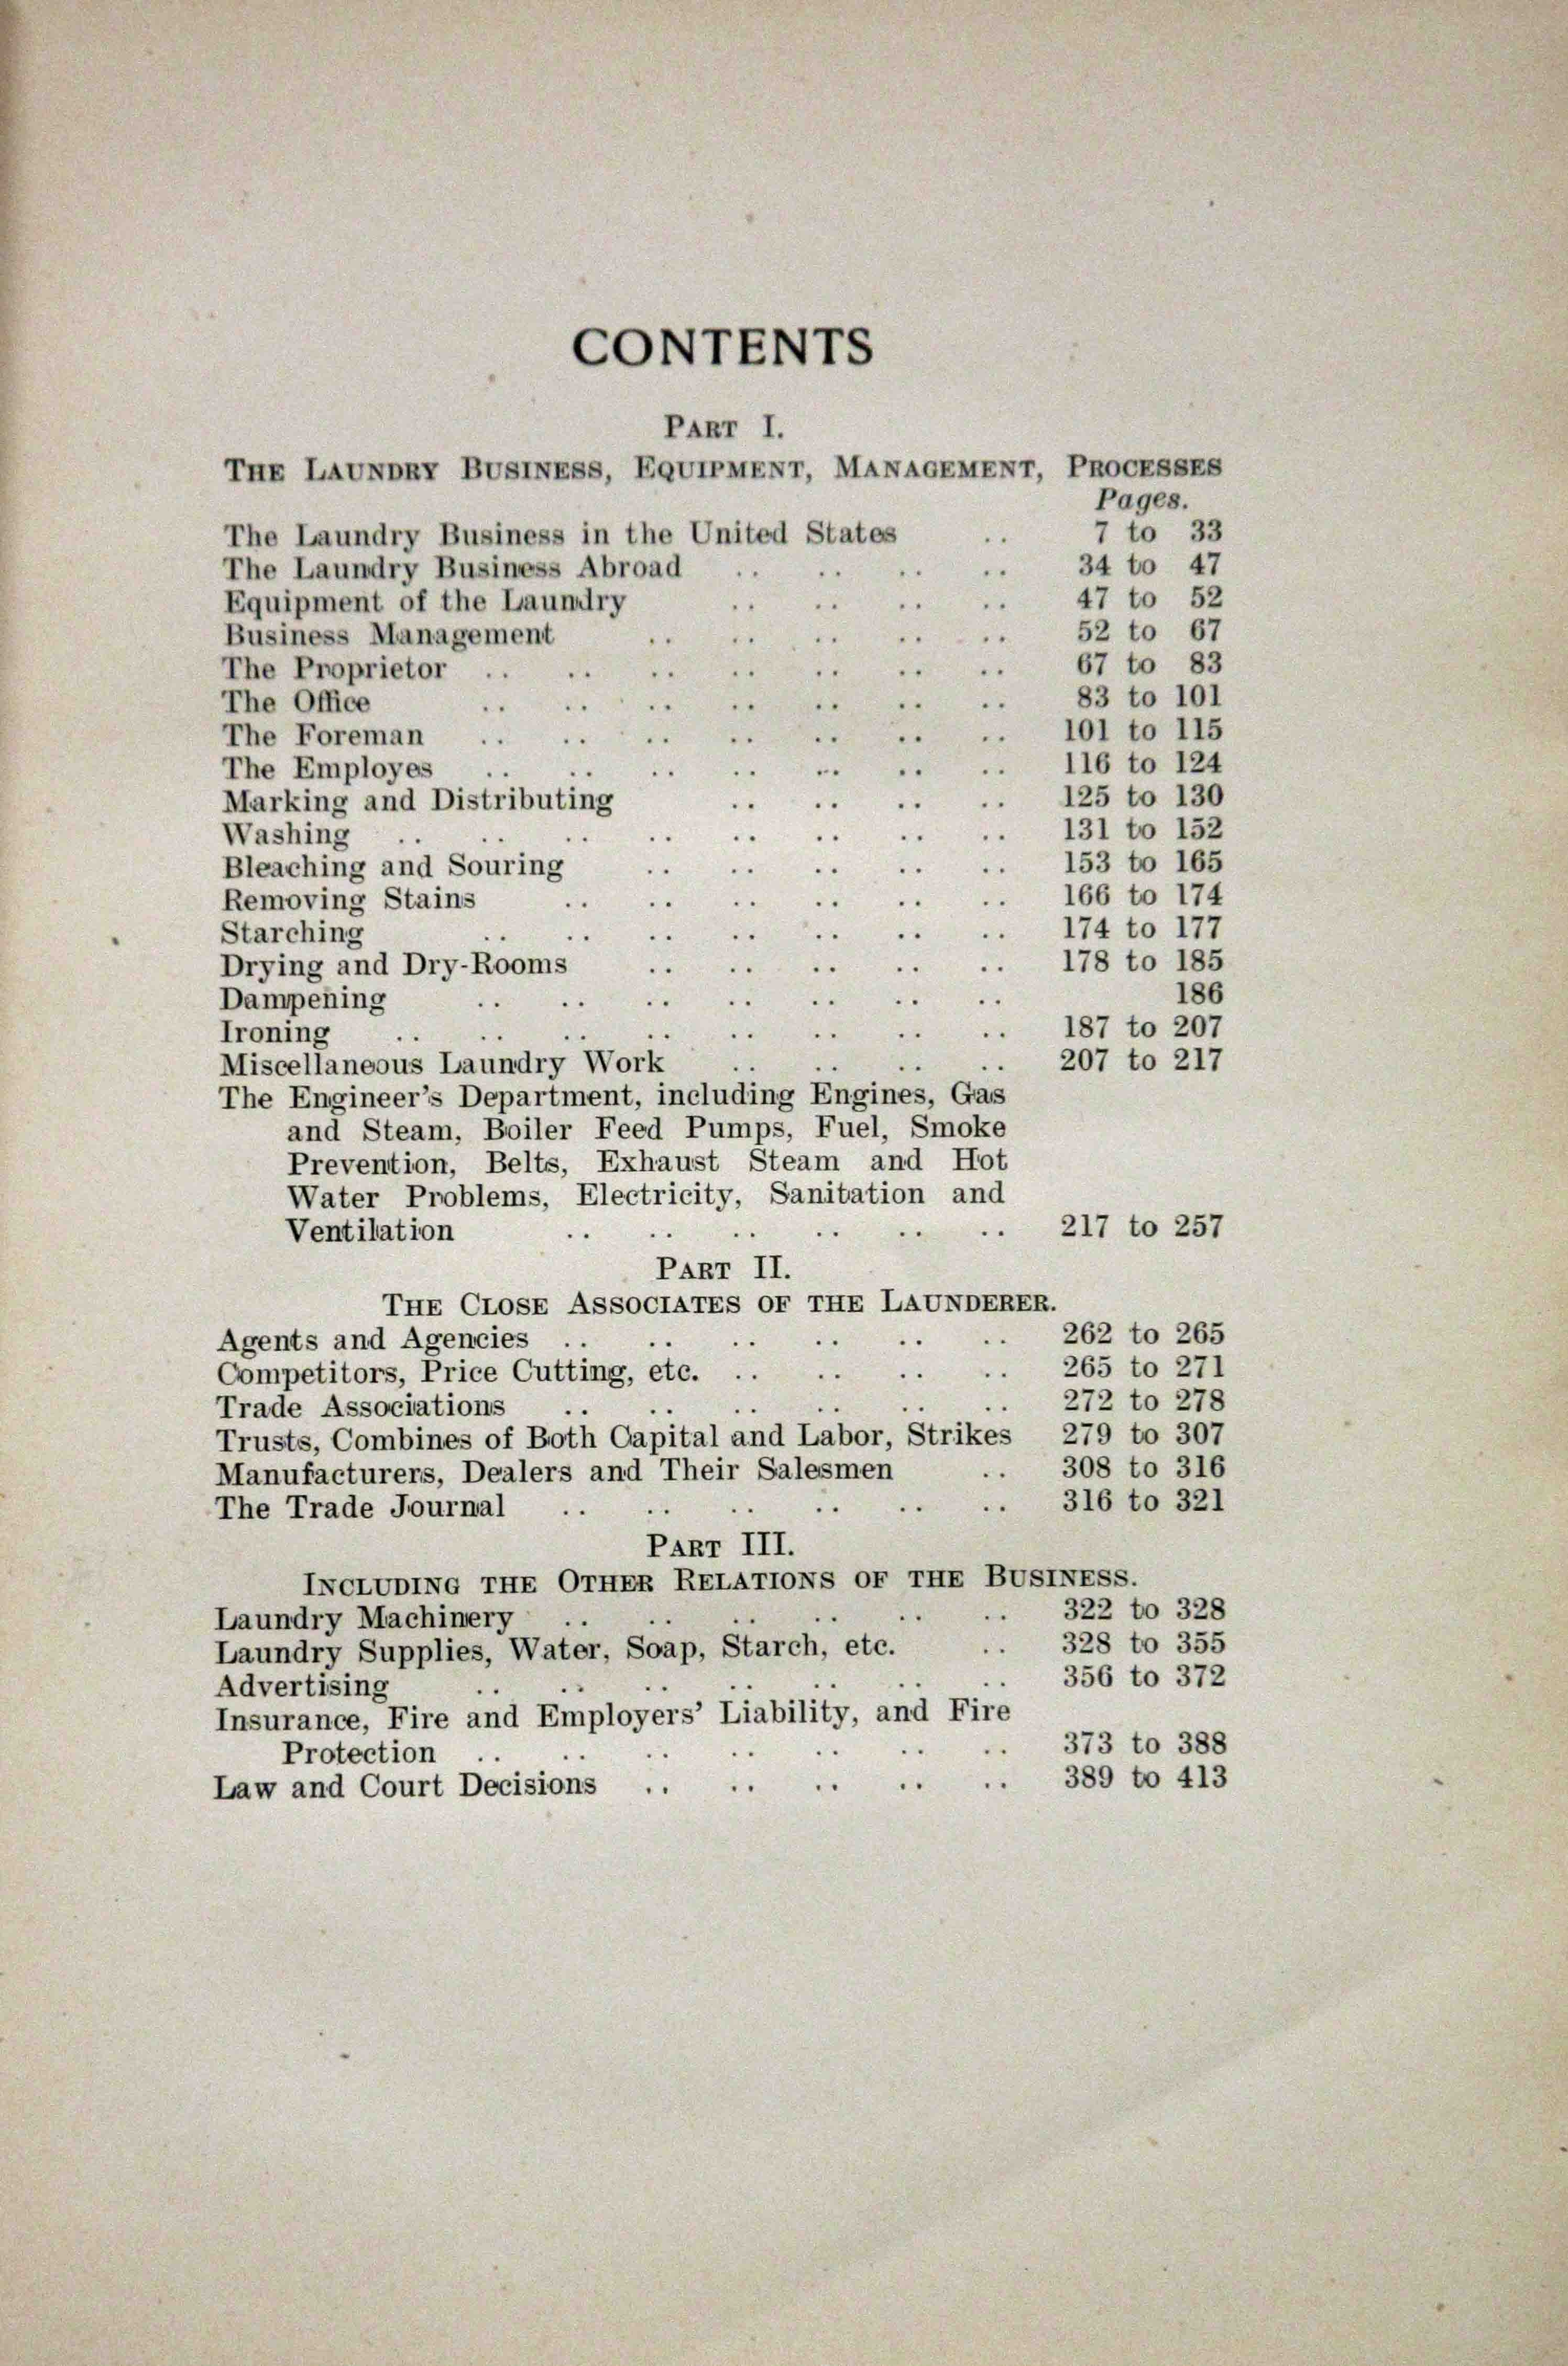 CONTENTS
PART I.
THE LAUNDRY BUSINESS, EQUIPMENT, MANAGEMENT, PROCESSES
Pages.
The Laundry Business in the United States .. 7 to 33
The Laundry Business Abroad .. .. .. .. 34 to 47
Equipment of the Laundry .. .. .. .. 47 to 52
Business Management .. .. .. .. .. 52 to 67
The Proprietor .. .. .. .. .. .. .. 67 to 83
The Office .. .. .. .. .. .. .. 83 to 101
The Foreman .. .. .. .. .. .. .. 101 to 115
The Employes .. .. .. .. .. .. .. 116 to 124
Marking and Distributing .. .. .. .. 125 to 130
Washing .. .. .. .. .. .. .. .. 131 to 152
Bleaching and Souring .. .. .. .. .. 153 to 165
Removing Stains .. .. .. .. .. .. 166 to 174
Starching .. .. .. .. .. .. .. 174 to 177
Drying and Dry-Rooms .. .. .. .. .. 178 to 185
Dampening .. .. .. .. .. .. .. 186
Ironing .. .. .. .. .. .. .. .. 187 to 207
Miscellaneous Laundry Work .. .. .. .. 207 to 217
The Engineer's Department, including Engines, Gas
and Steam, Boiler Feed Pumps, Fuel, Smoke
Prevention, Belts, Exhaust Steam and Hot
Water Problems, Electricity, Sanitation and
Ventilation .. .. .. .. .. .. 217 to 257
PART II.
THE CLOSE ASSOCIATES OF THE LAUNDERER.
Agents and Agencies .. .. .. .. .. .. 262 to 265
Competitors, Price Cutting, etc. .. .. .. .. 265 to 271
Trade Associations .. .. .. .. .. .. 272 to 278
Trusts, Combines of Both Capital and Labor, Strikes 279 to 307
Manufacturers, Dealers and Their Salesmen .. 308 to 316
The Trade Journal .. .. .. .. .. .. 316 to 321
PART III.
INCLUDING THE OTHER RELATIONS OF THE BUSINESS.
Laundry Machinery .. .. .. .. .. .. 322 to 328
Laundry Supplies, Water, Soap, Starch, etc. .. 328 to 355
Advertising .. .. .. .. .. .. .. 356 to 372
Insurance, Fire and Employers' Liability, and Fire
Protection .. .. .. .. .. .. .. 373 to 388
Law and Court Decisions .. .. .. .. .. 389 to 413